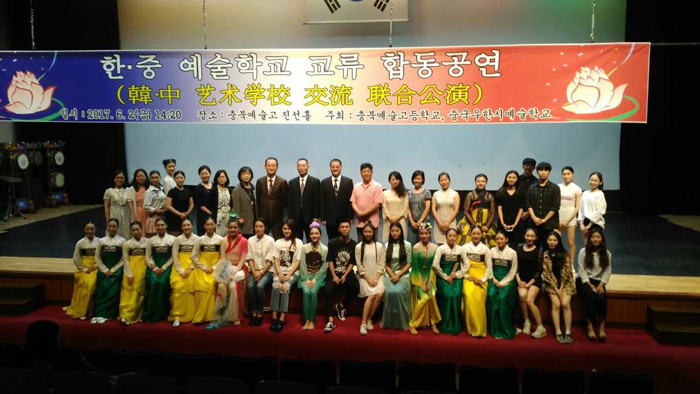 한·중 예술학교 교류 합동공연
(韓·中 艺术学校 交流 联合公演)
일시 : 2017. 6. 2(금) 14:20 장소 : 충북예술고 진선홀 주최 : 충북예술고등학교, 중국우한시예술학교